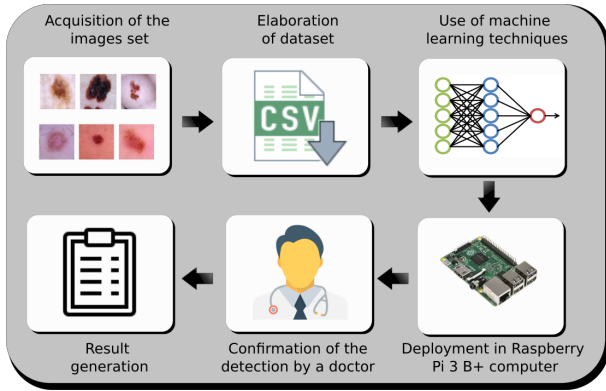 Acquisition of the
images set
Elaboration
of dataset
Use of machine
learning techniques
CSV
Result
generation
Confirmation of the
detection by a doctor
Deployment in Raspberry
Pi 3 B+ computer